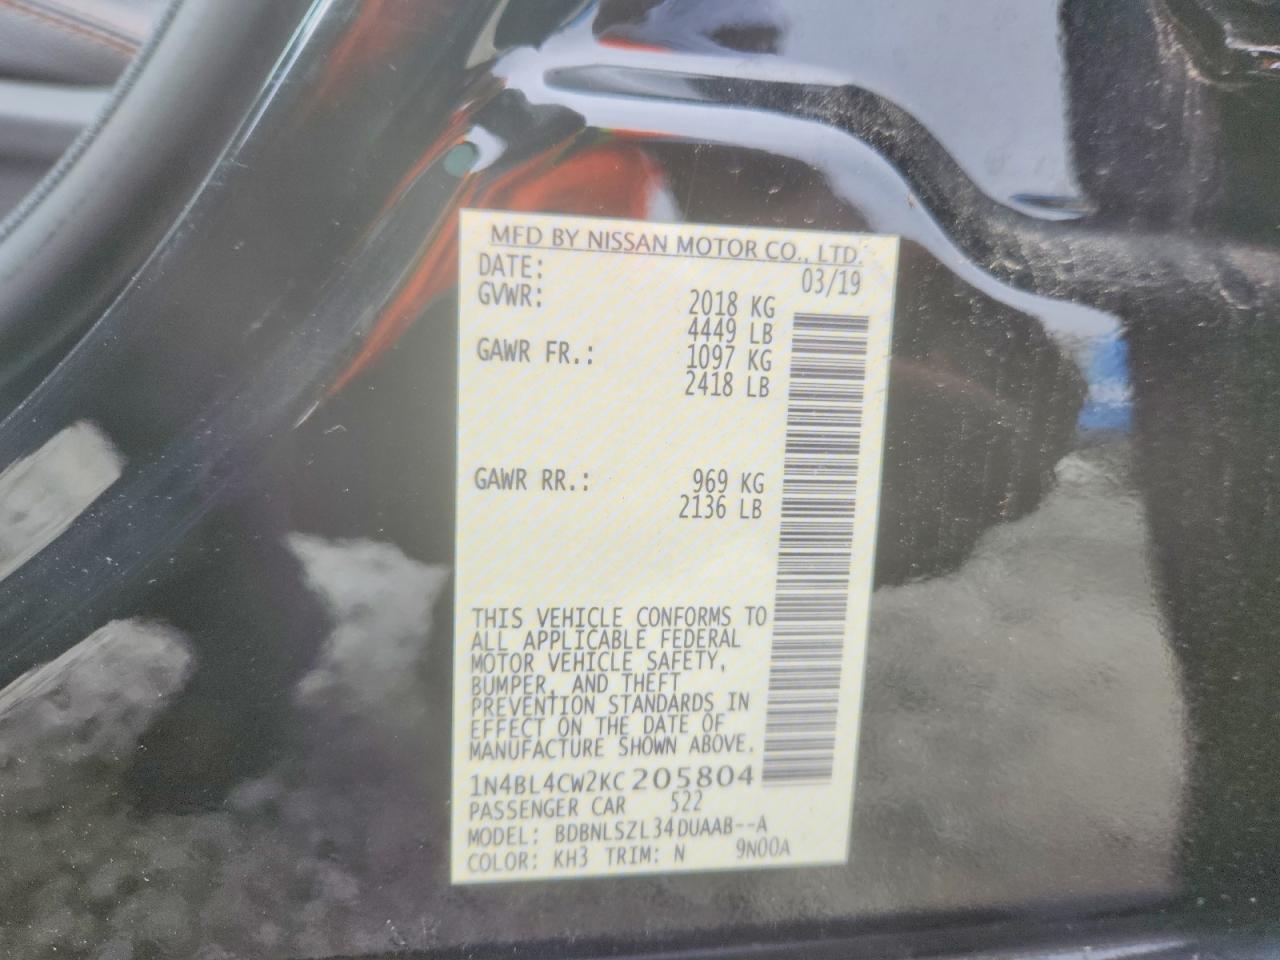 MFD BY NISSAN MOTOR CO., LTD.
DATE: 03/19
GVWR: 2018 KG
4449 LB
GAWR FR.: 1097 KG
2418 LB
GAWR RR.: 969 KG
2136 LB
THIS VEHICLE CONFORMS TO
ALL APPLICABLE FEDERAL
MOTOR VEHICLE SAFETY,
BUMPER, AND THEFT
PREVENTION STANDARDS IN
EFFECT ON THE DATE OF
MANUFACTURE SHOWN ABOVE.
1N4BL4CW2KC205804
PASSENGER CAR 522
MODEL: BDBNLSZL34DUAAB--A
COLOR: KH3 TRIM: N 9N00A